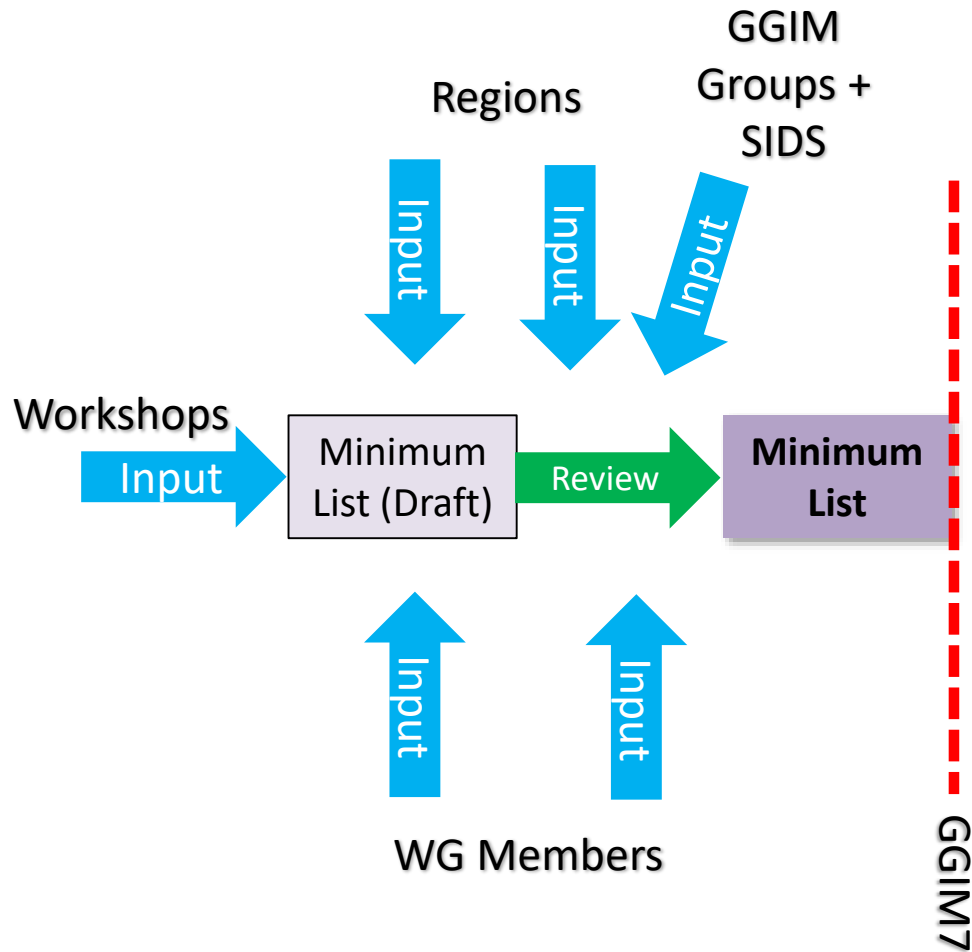 GGIM
Groups +
SIDS
Regions
Input
Input
Input
Workshops
Input
Minimum
List (Draft)
Review
Minimum
List
Input
Input
WG Members
GGIM7